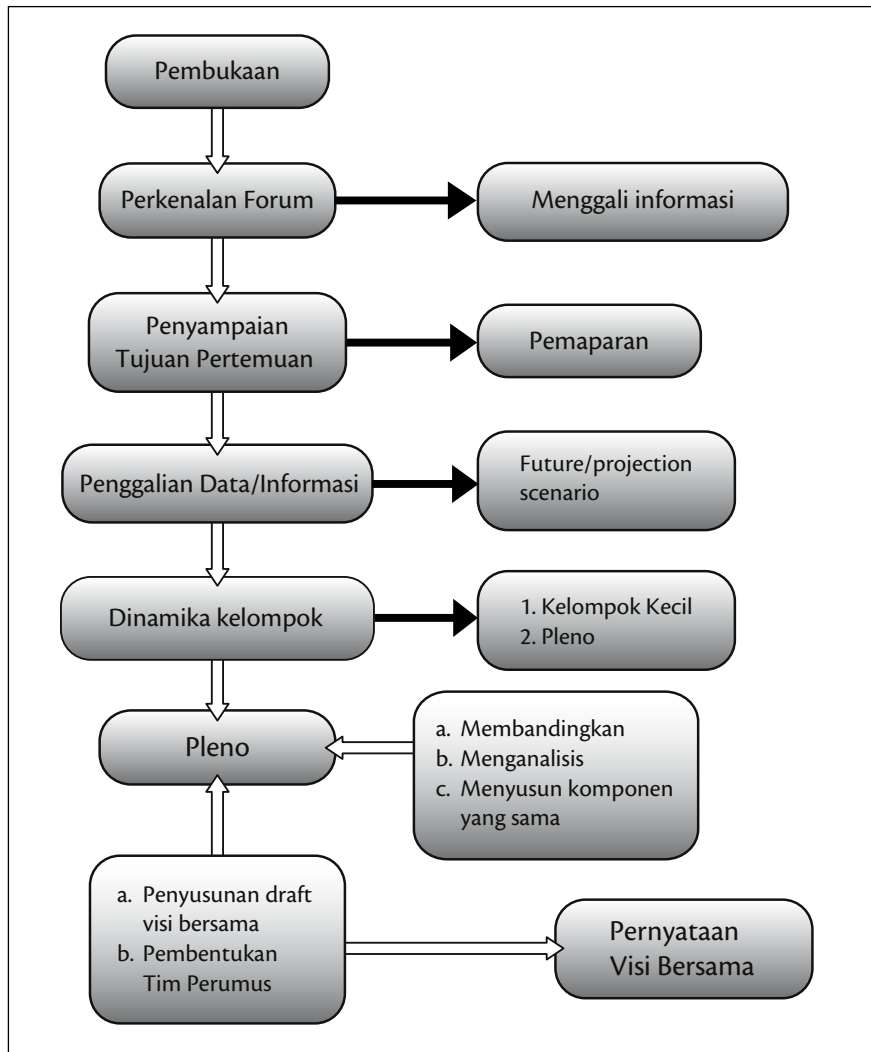 Pembukaan
Perkenalan Forum
Menggali informasi
Penyampaian
Tujuan Pertemuan
Pemaparan
Penggalian Data/Informasi
Future/projection
scenario
Dinamika kelompok
1. Kelompok Kecil
2. Pleno
Pleno
a. Membandingkan
b. Menganalisis
c. Menyusun komponen
yang sama
a. Penyusunan draft
visi bersama
b. Pembentukan
Tim Perumus
Pernyataan
Visi Bersama